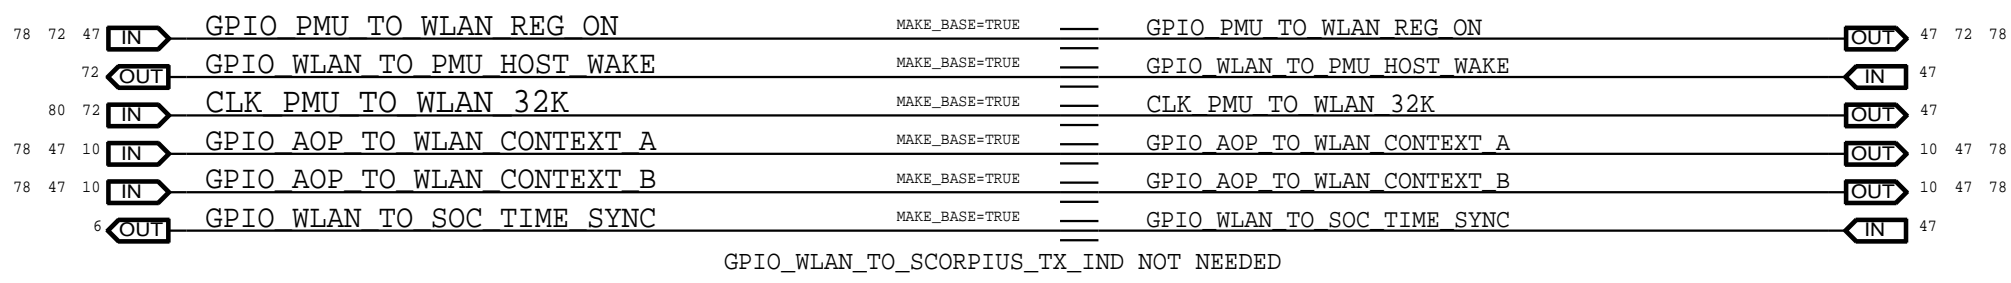 78 72 47 IN GPIO_PMU_TO_WLAN_REG_ON MAKE_BASE=TRUE GPIO_PMU_TO_WLAN_REG_ON OUT 47 72 78
72 OUT GPIO_WLAN_TO_PMU_HOST_WAKE MAKE_BASE=TRUE GPIO_WLAN_TO_PMU_HOST_WAKE IN 47
80 72 IN CLK_PMU_TO_WLAN_32K MAKE_BASE=TRUE CLK_PMU_TO_WLAN_32K OUT 47
78 47 10 IN GPIO_AOP_TO_WLAN_CONTEXT_A MAKE_BASE=TRUE GPIO_AOP_TO_WLAN_CONTEXT_A OUT 10 47 78
78 47 10 IN GPIO_AOP_TO_WLAN_CONTEXT_B MAKE_BASE=TRUE GPIO_AOP_TO_WLAN_CONTEXT_B OUT 10 47 78
6 OUT GPIO_WLAN_TO_SOC_TIME_SYNC MAKE_BASE=TRUE GPIO_WLAN_TO_SOC_TIME_SYNC IN 47
GPIO_WLAN_TO_SCORPIUS_TX_IND NOT NEEDED